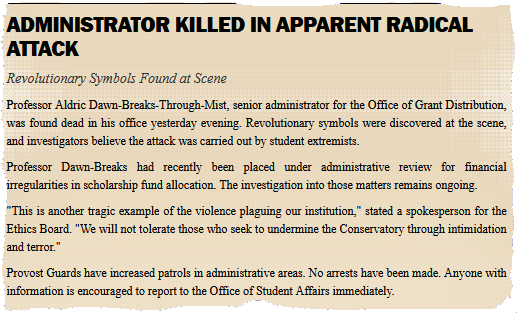 ADMINISTRATOR KILLED IN APPARENT RADICAL
ATTACK
Revolutionary Symbols Found at Scene
Professor Aldric Dawn-Breaks-Through-Mist, senior administrator for the Office of Grant Distribution,
was found dead in his office yesterday evening. Revolutionary symbols were discovered at the scene,
and investigators believe the attack was carried out by student extremists.
Professor Dawn-Breaks had recently been placed under administrative review for financial
irregularities in scholarship fund allocation. The investigation into those matters remains ongoing.
"This is another tragic example of the violence plaguing our institution," stated a spokesperson for the
Ethics Board. "We will not tolerate those who seek to undermine the Conservatory through intimidation
and terror."
Provost Guards have increased patrols in administrative areas. No arrests have been made. Anyone with
information is encouraged to report to the Office of Student Affairs immediately.